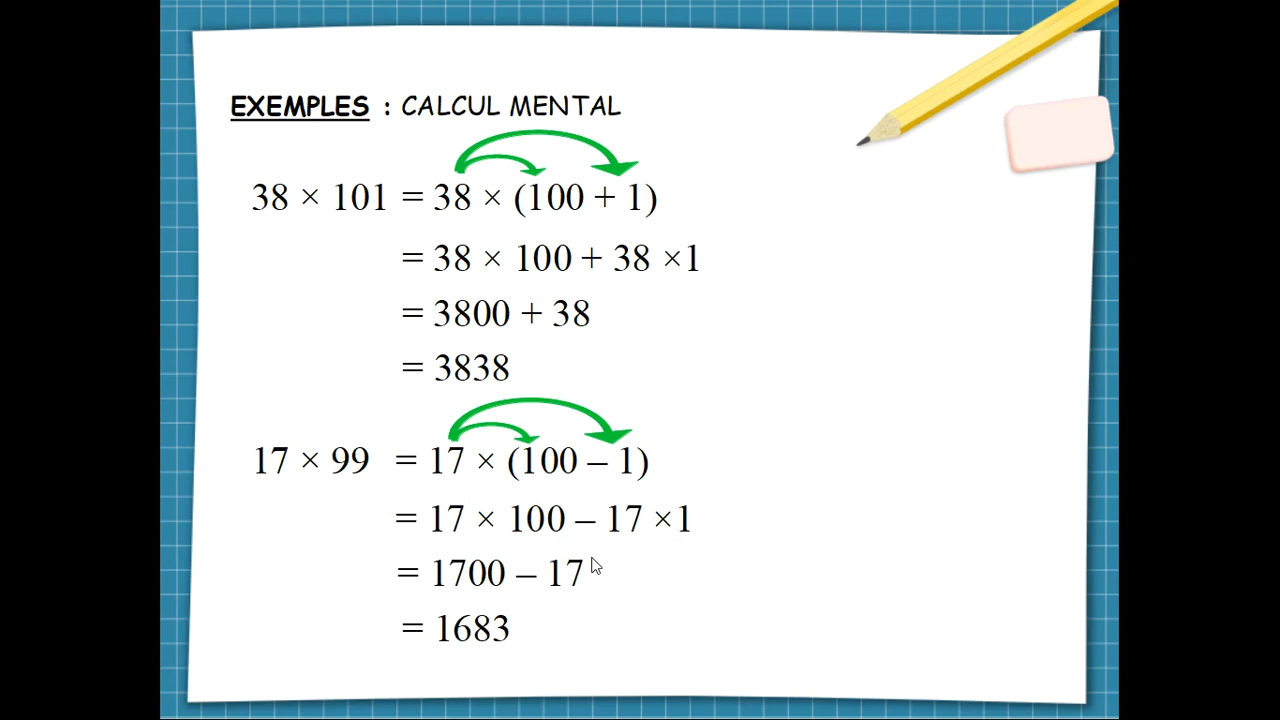 EXEMPLES : CALCUL MENTAL
38 × 101 = 38 × (100 + 1)
= 38 × 100 + 38 ×1
= 3800 + 38
= 3838
17 × 99 = 17 × (100 – 1)
= 17 × 100 – 17 ×1
= 1700 – 17
= 1683